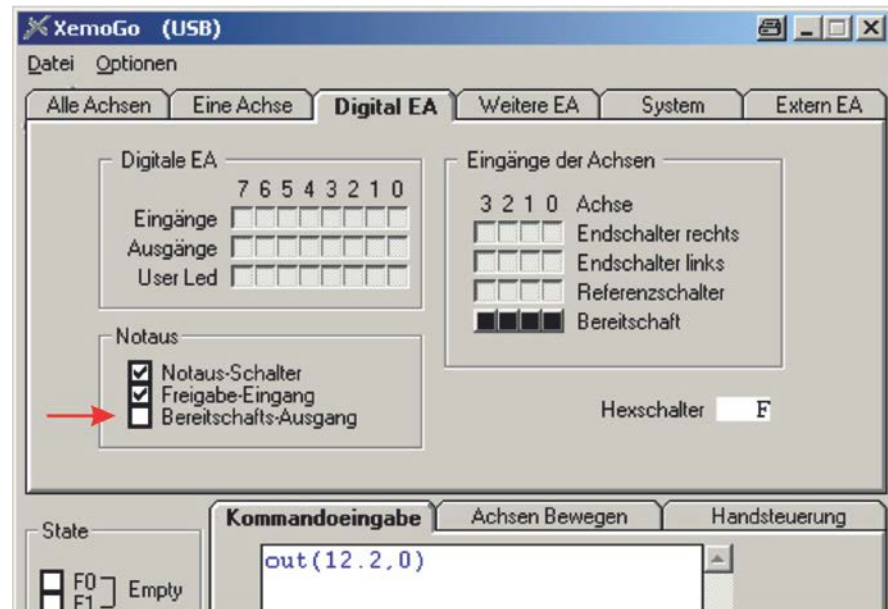 XemoGo (USB)
Datei Optionen
Alle Achsen Eine Achse Digital EA Weitere EA System Extern EA
Digitale EA
7 6 5 4 3 2 1 0
Eingänge
Ausgänge
User Led
Eingänge der Achsen
3 2 1 0 Achse
Endschalter rechts
Endschalter links
Referenzschalter
Bereitschaft
Notaus
Notaus-Schalter
Freigabe-Eingang
Bereitschafts-Ausgang
Hexschalter F
State
F0 Empty
F1
Kommandoeingabe Achsen Bewegen Handsteuerung
out(12.2,0)